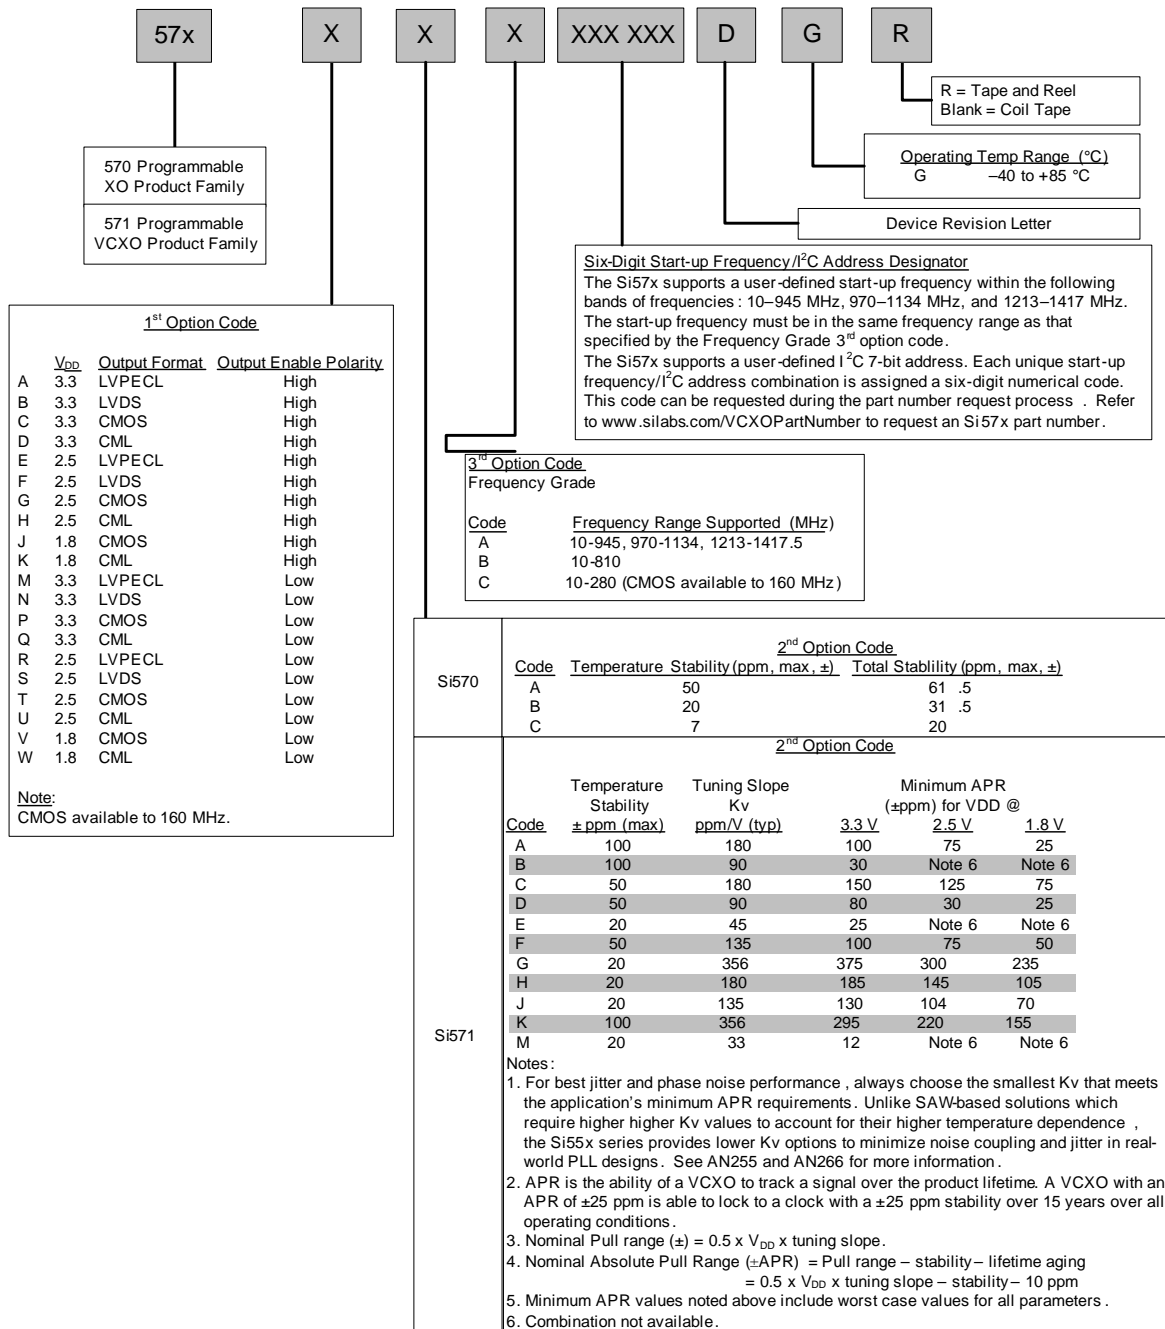 57x X X X XXX XXX D G R
R = Tape and Reel
Blank = Coil Tape
Operating Temp Range (°C)
G –40 to +85 °C
Device Revision Letter
570 Programmable
XO Product Family
571 Programmable
VCXO Product Family
Six-Digit Start-up Frequency/I²C Address Designator
The Si57x supports a user-defined start-up frequency within the following
bands of frequencies: 10–945 MHz, 970–1134 MHz, and 1213–1417 MHz.
The start-up frequency must be in the same frequency range as that
specified by the Frequency Grade 3rd option code.
The Si57x supports a user-defined I²C 7-bit address. Each unique start-up
frequency/I²C address combination is assigned a six-digit numerical code.
This code can be requested during the part number request process . Refer
to www.silabs.com/VCXOPartNumber to request an Si57x part number.
1st Option Code
VDD Output Format Output Enable Polarity
A 3.3 LVPECL High
B 3.3 LVDS High
C 3.3 CMOS High
D 3.3 CML High
E 2.5 LVPECL High
F 2.5 LVDS High
G 2.5 CMOS High
H 2.5 CML High
J 1.8 CMOS High
K 1.8 CML High
M 3.3 LVPECL Low
N 3.3 LVDS Low
P 3.3 CMOS Low
Q 3.3 CML Low
R 2.5 LVPECL Low
S 2.5 LVDS Low
T 2.5 CMOS Low
U 2.5 CML Low
V 1.8 CMOS Low
W 1.8 CML Low
Note:
CMOS available to 160 MHz.
3rd Option Code
Frequency Grade
Code Frequency Range Supported (MHz)
A 10-945, 970-1134, 1213-1417.5
B 10-810
C 10-280 (CMOS available to 160 MHz)
Si570
2nd Option Code
Code Temperature Stability (ppm, max, ±) Total Stablility (ppm, max, ±)
A 50 61 .5
B 20 31 .5
C 7 20
Si571
2nd Option Code
Temperature Tuning Slope Minimum APR
Stability Kv (±ppm) for VDD @
Code ± ppm (max) ppm/V (typ) 3.3 V 2.5 V 1.8 V
A 100 180 100 75 25
B 100 90 30 Note 6 Note 6
C 50 180 150 125 75
D 50 90 80 30 25
E 20 45 25 Note 6 Note 6
F 50 135 100 75 50
G 20 356 375 300 235
H 20 180 185 145 105
J 20 135 130 104 70
K 100 356 295 220 155
M 20 33 12 Note 6 Note 6
Notes:
1. For best jitter and phase noise performance , always choose the smallest Kv that meets
the application's minimum APR requirements. Unlike SAW-based solutions which
require higher higher Kv values to account for their higher temperature dependence ,
the Si55x series provides lower Kv options to minimize noise coupling and jitter in real-
world PLL designs. See AN255 and AN266 for more information.
2. APR is the ability of a VCXO to track a signal over the product lifetime. A VCXO with an
APR of ±25 ppm is able to lock to a clock with a ±25 ppm stability over 15 years over all
operating conditions.
3. Nominal Pull range (±) = 0.5 x VDD x tuning slope.
4. Nominal Absolute Pull Range (±APR) = Pull range – stability – lifetime aging
= 0.5 x VDD x tuning slope – stability – 10 ppm
5. Minimum APR values noted above include worst case values for all parameters.
6. Combination not available.